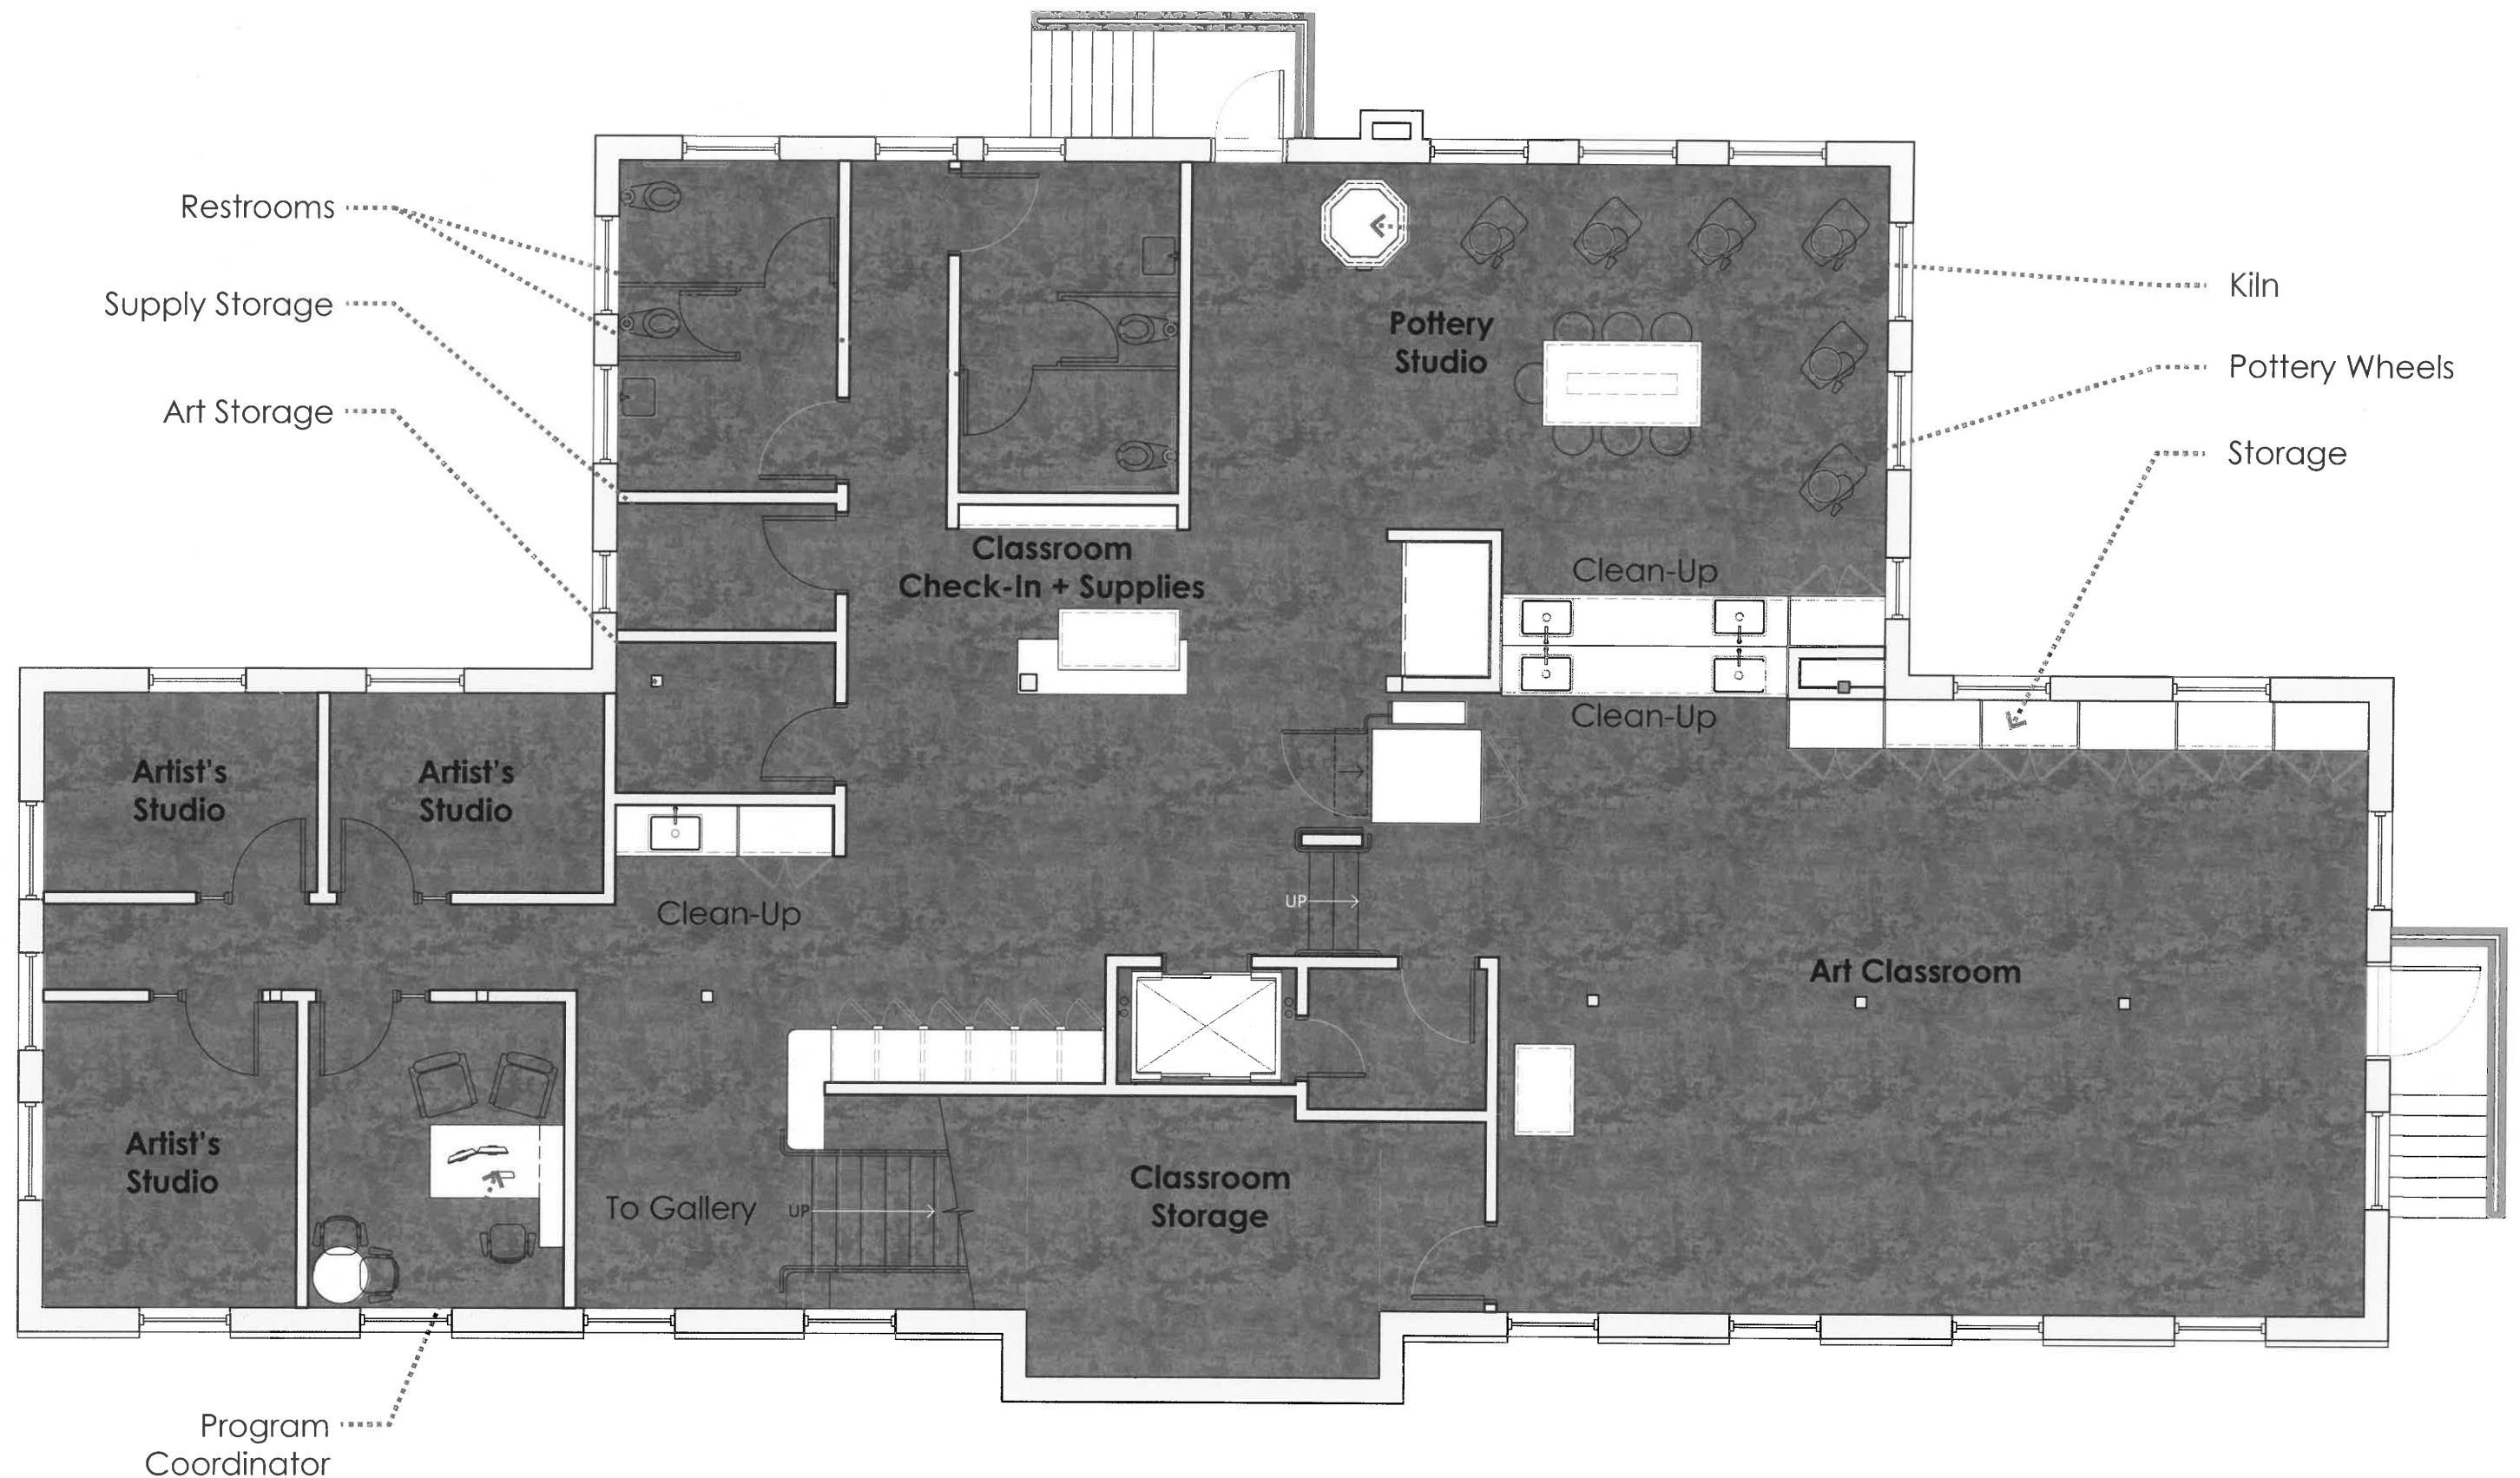 Restrooms
Supply Storage
Art Storage
Kiln
Pottery Wheels
Storage
Pottery
Studio
Classroom
Check-In + Supplies
Clean-Up
Clean-Up
Artist's
Studio
Artist's
Studio
Clean-Up
UP
Art Classroom
Artist's
Studio
To Gallery
UP
Classroom
Storage
Program
Coordinator